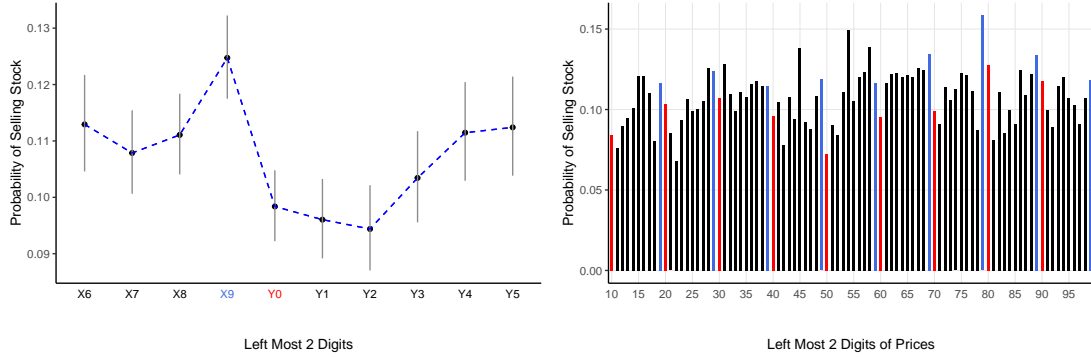 Probability of Selling Stock
0.13
0.12
0.11
0.10
0.09
X6 X7 X8 X9 Y0 Y1 Y2 Y3 Y4 Y5
Left Most 2 Digits
Probability of Selling Stock
0.15
0.10
0.05
0.00
10 15 20 25 30 35 40 45 50 55 60 65 70 75 80 85 90 95
Left Most 2 Digits of Prices